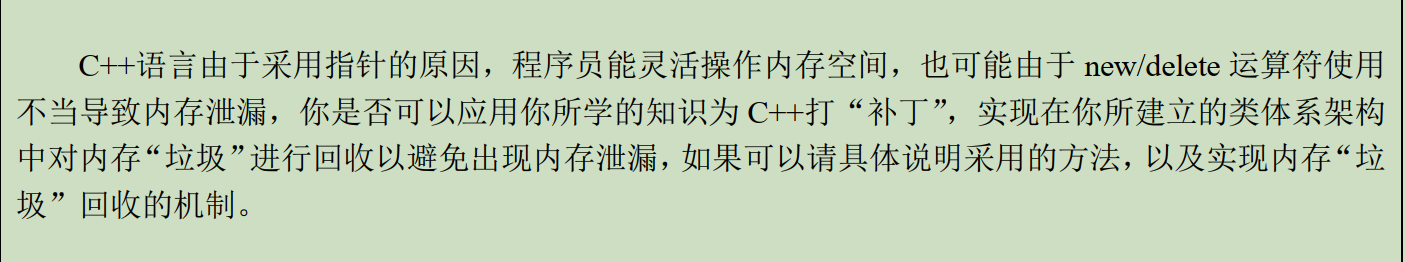 C++语言由于采用指针的原因，程序员能灵活操作内存空间，也可能由于 new/delete 运算符使用
不当导致内存泄漏，你是否可以应用你所学的知识为 C++打“补丁”，实现在你所建立的类体系架构
中对内存“垃圾”进行回收以避免出现内存泄漏，如果可以请具体说明采用的方法，以及实现内存“垃
圾”回收的机制。